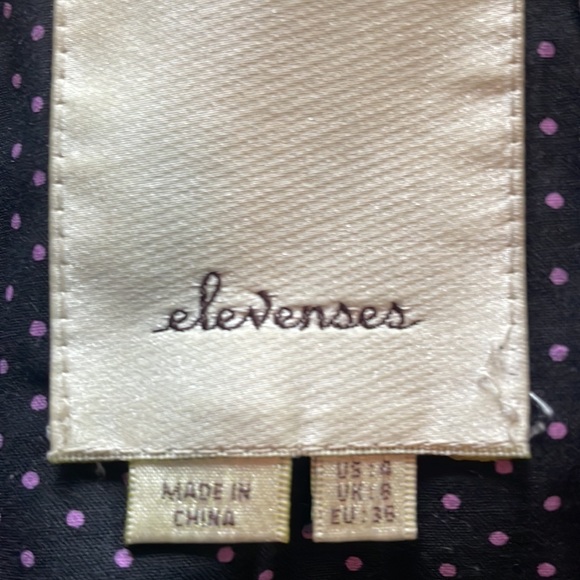 elevenses
MADE IN
CHINA
US : 4
UK : 8
EU : 36